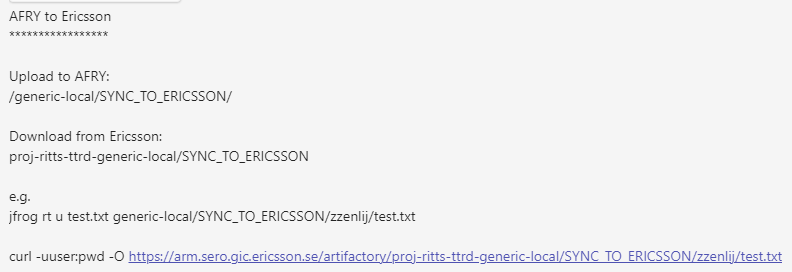 AFRY to Ericsson
*****************
Upload to AFRY:
/generic-local/SYNC_TO_ERICSSON/
Download from Ericsson:
proj-ritts-ttrd-generic-local/SYNC_TO_ERICSSON
e.g.
jfrog rt u test.txt generic-local/SYNC_TO_ERICSSON/zzenlij/test.txt
curl -uuser:pwd -O https://arm.sero.gic.ericsson.se/artifactory/proj-ritts-ttrd-generic-local/SYNC_TO_ERICSSON/zzenlij/test.txt